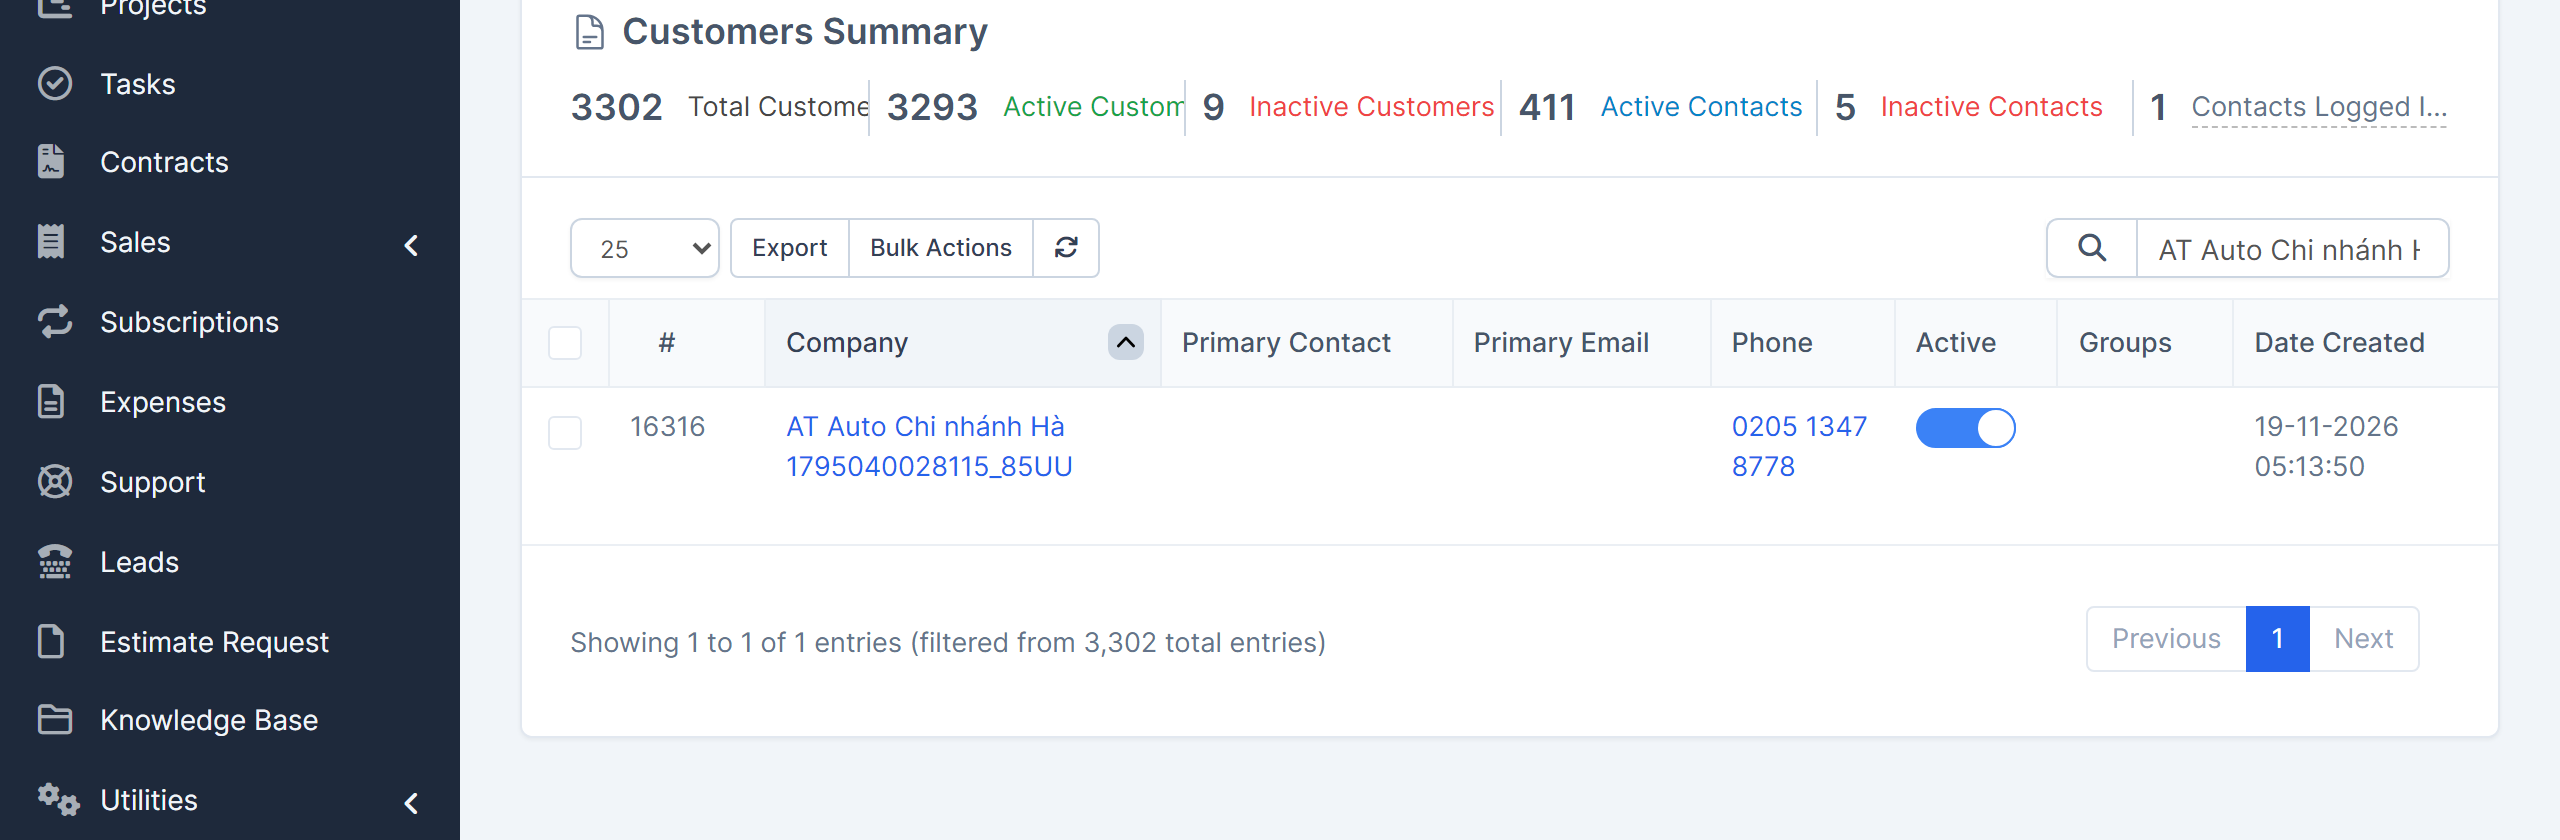 Projects
Tasks
Contracts
Sales
Subscriptions
Expenses
Support
Leads
Estimate Request
Knowledge Base
Utilities
Customers Summary
3302 Total Custome
3293 Active Custom
9 Inactive Customers
411 Active Contacts
5 Inactive Contacts
1 Contacts Logged I...
25
Export
Bulk Actions
AT Auto Chi nhánh
# Company Primary Contact Primary Email Phone Active Groups Date Created
16316 AT Auto Chi nhánh Hà 0205 1347 19-11-2026
1795040028115_85UU 8778 05:13:50
Showing 1 to 1 of 1 entries (filtered from 3,302 total entries)
Previous 1 Next